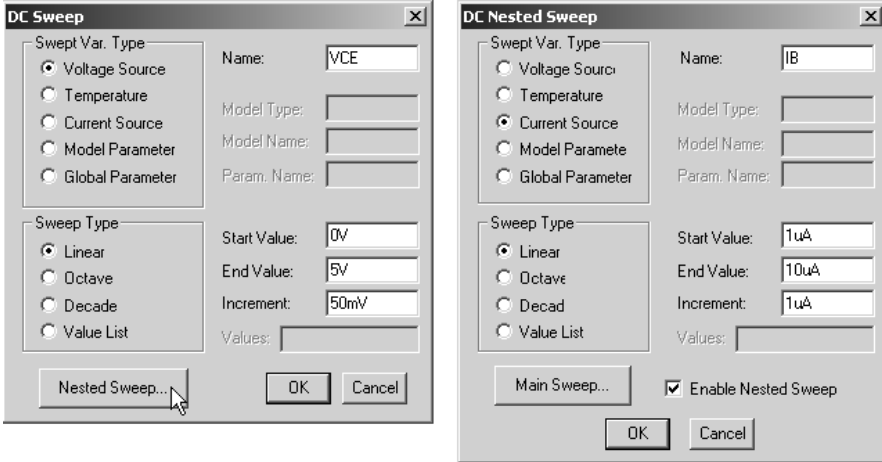 DC Sweep
Swept Var. Type
Voltage Source
Temperature
Current Source
Model Parameter
Global Parameter
Name: VCE
Model Type:
Model Name:
Param. Name:
Sweep Type
Linear
Octave
Decade
Value List
Start Value: 0V
End Value: 5V
Increment: 50mV
Values:
Nested Sweep...
OK
Cancel
DC Nested Sweep
Swept Var. Type
Voltage Sourc
Temperature
Current Source
Model Paramete
Global Parameter
Name: IB
Model Type:
Model Name:
Param. Name:
Sweep Type
Linear
Octave
Decad
Value List
Start Value: 1uA
End Value: 10uA
Increment: 1uA
Values:
Main Sweep...
Enable Nested Sweep
OK
Cancel